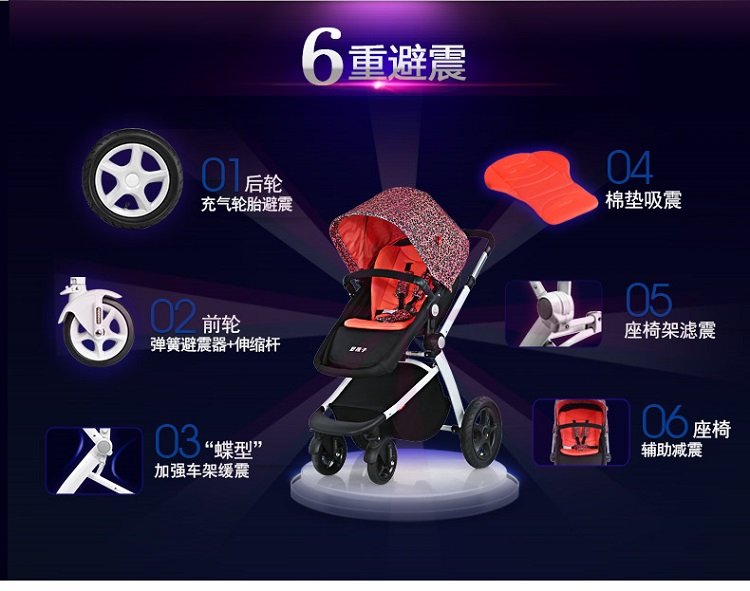 6重避震
01 后轮
充气轮胎避震
02 前轮
弹簧避震器+伸缩杆
03 “蝶型”
加强车架缓震
04
棉垫吸震
05
座椅架滤震
06 座椅
辅助减震